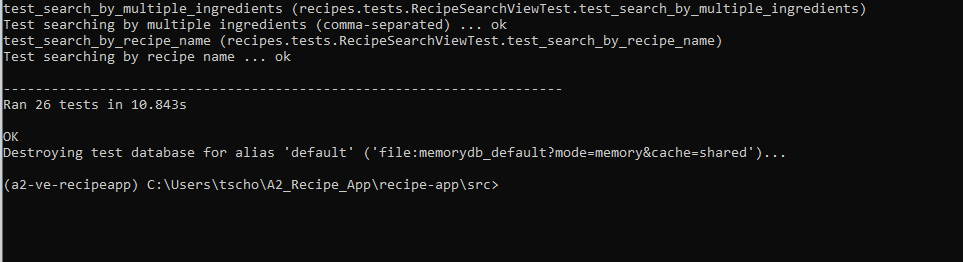 test_search_by_multiple_ingredients (recipes.tests.RecipeSearchViewTest.test_search_by_multiple_ingredients)
Test searching by multiple ingredients (comma-separated) ... ok
test_search_by_recipe_name (recipes.tests.RecipeSearchViewTest.test_search_by_recipe_name)
Test searching by recipe name ... ok
----------------------------------------------------------------------
Ran 26 tests in 10.843s
OK
Destroying test database for alias 'default' ('file:memorydb_default?mode=memory&cache=shared')...
(a2-ve-recipeapp) C:\Users\tscho\A2_Recipe_App\recipe-app\src>